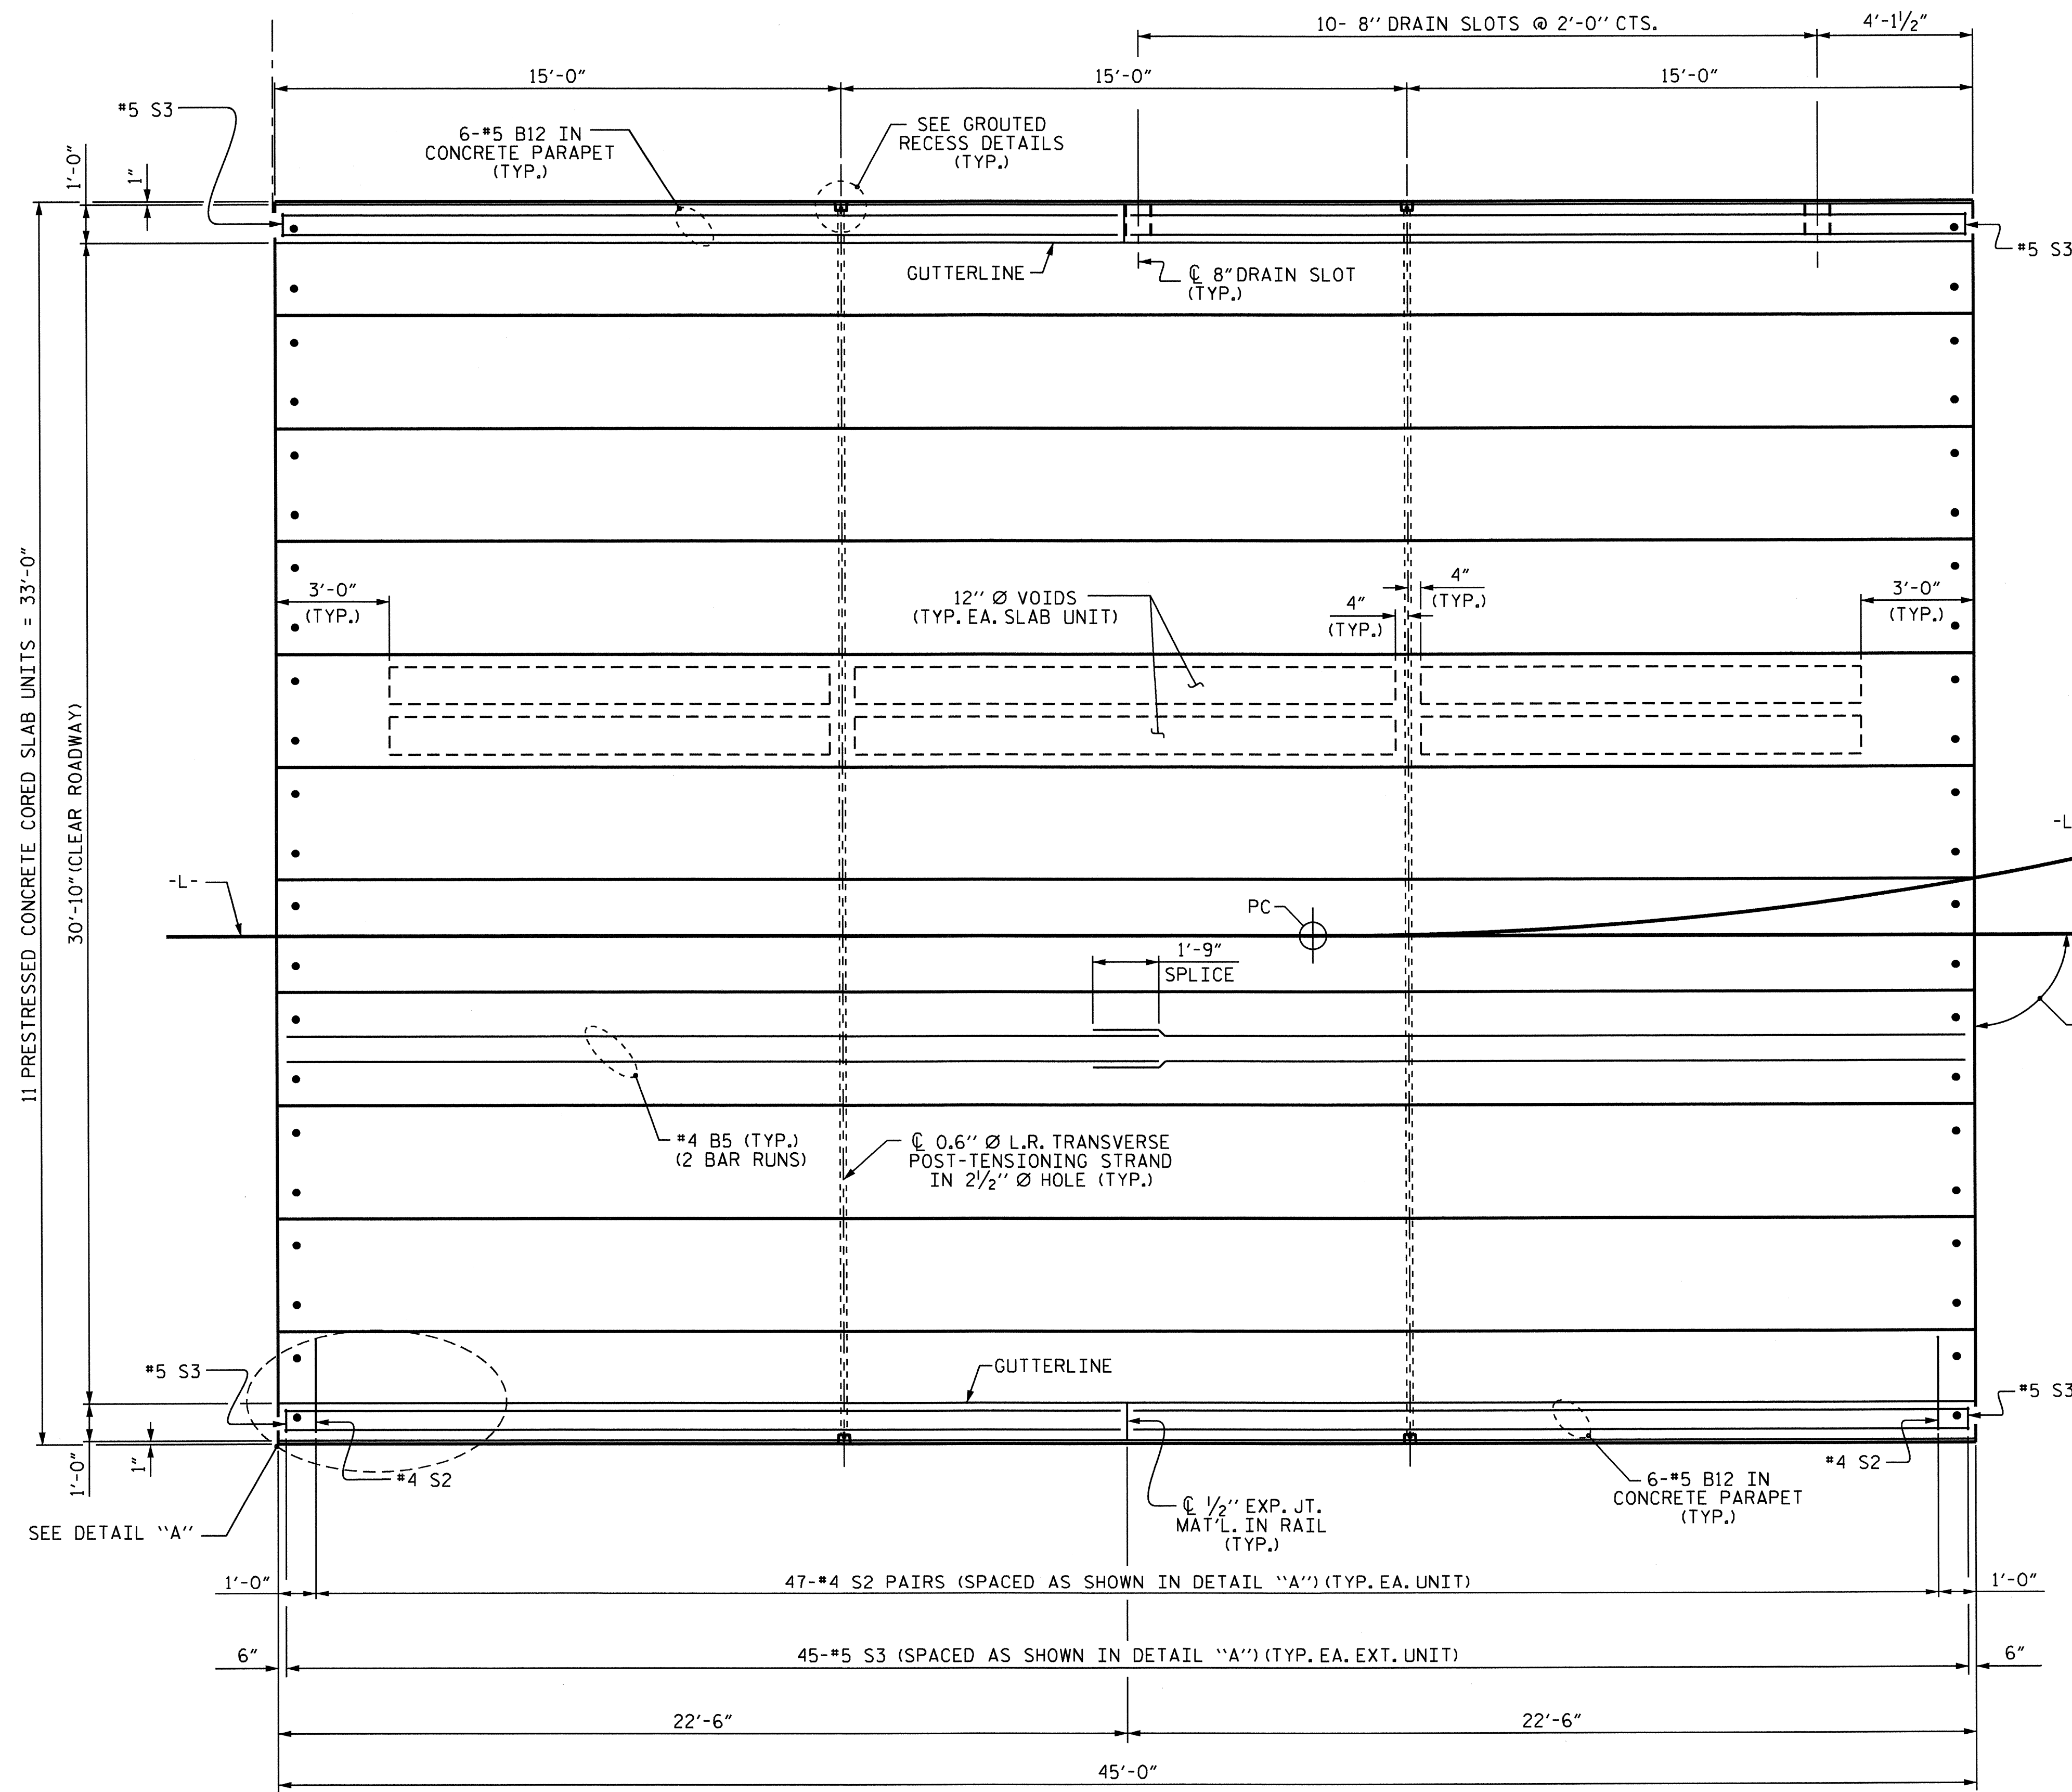 10- 8" DRAIN SLOTS @ 2'-0" CTS.
4'-1½"
15'-0"
15'-0"
15'-0"
#5 S3
6-#5 B12 IN
CONCRETE PARAPET
(TYP.)
SEE GROUTED
RECESS DETAILS
(TYP.)
1'-0"
1"
#5 S3
GUTTERLINE
℄ 8" DRAIN SLOT
(TYP.)
11 PRESTRESSED CONCRETE CORED SLAB UNITS = 33'-0"
30'-10" (CLEAR ROADWAY)
3'-0"
(TYP.)
12" Ø VOIDS
(TYP. EA. SLAB UNIT)
4"
(TYP.)
4"
(TYP.)
3'-0"
(TYP.)
-L-
-L
PC
1'-9"
SPLICE
#4 B5 (TYP.)
(2 BAR RUNS)
℄ 0.6" Ø L.R. TRANSVERSE
POST-TENSIONING STRAND
IN 2½" Ø HOLE (TYP.)
#5 S3
GUTTERLINE
#5 S3
1'-0"
1"
#4 S2
#4 S2
SEE DETAIL "A"
℄ ½" EXP. JT.
MAT'L. IN RAIL
(TYP.)
6-#5 B12 IN
CONCRETE PARAPET
(TYP.)
1'-0"
47-#4 S2 PAIRS (SPACED AS SHOWN IN DETAIL "A") (TYP. EA. UNIT)
1'-0"
6"
45-#5 S3 (SPACED AS SHOWN IN DETAIL "A") (TYP. EA. EXT. UNIT)
6"
22'-6"
22'-6"
45'-0"